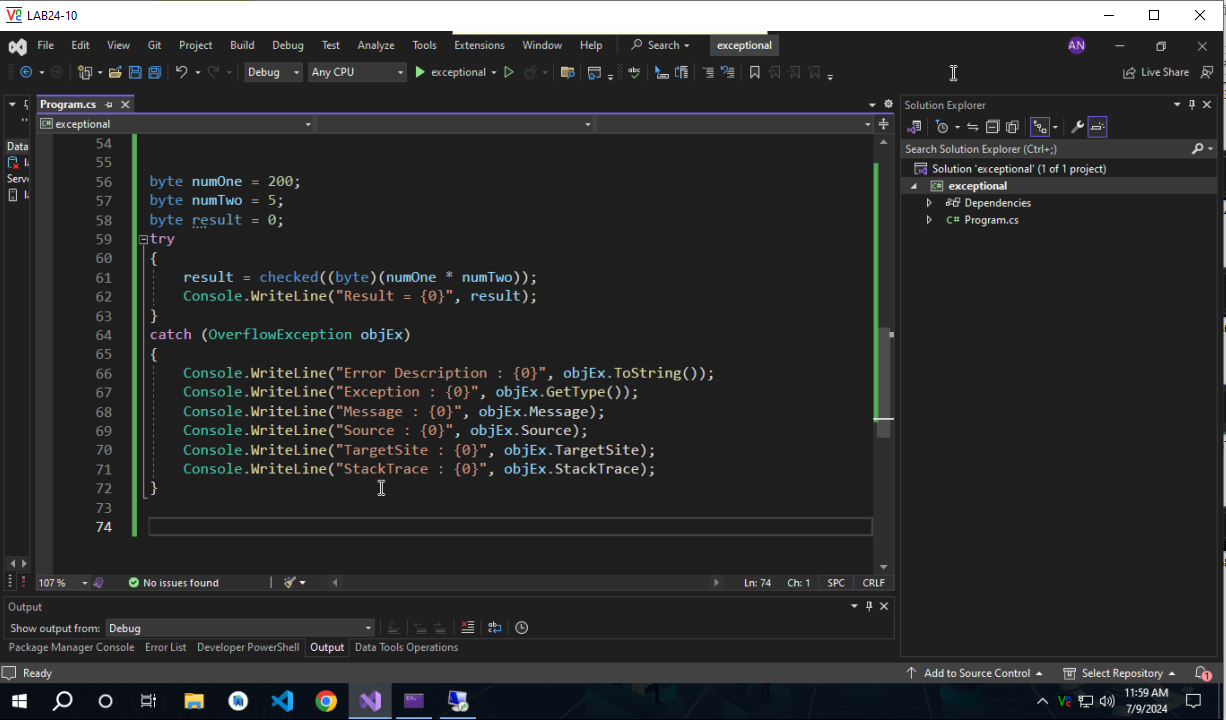 LAB24-10
File Edit View Git Project Build Debug Test Analyze Tools Extensions Window Help Search exceptional AN
Debug Any CPU exceptional Live Share
Program.cs
exceptional
Data
Serv
54
55
56 byte numOne = 200;
57 byte numTwo = 5;
58 byte result = 0;
59 try
60 {
61 result = checked((byte)(numOne * numTwo));
62 Console.WriteLine("Result = {0}", result);
63 }
64 catch (OverflowException objEx)
65 {
66 Console.WriteLine("Error Description : {0}", objEx.ToString());
67 Console.WriteLine("Exception : {0}", objEx.GetType());
68 Console.WriteLine("Message : {0}", objEx.Message);
69 Console.WriteLine("Source : {0}", objEx.Source);
70 Console.WriteLine("TargetSite : {0}", objEx.TargetSite);
71 Console.WriteLine("StackTrace : {0}", objEx.StackTrace);
72 }
73
74
107 % No issues found Ln: 74 Ch: 1 SPC CRLF
Solution Explorer
Search Solution Explorer (Ctrl+;)
Solution 'exceptional' (1 of 1 project)
exceptional
Dependencies
C# Program.cs
Output
Show output from: Debug
Package Manager Console Error List Developer PowerShell Output Data Tools Operations
Ready Add to Source Control Select Repository 1
11:59 AM
7/9/2024